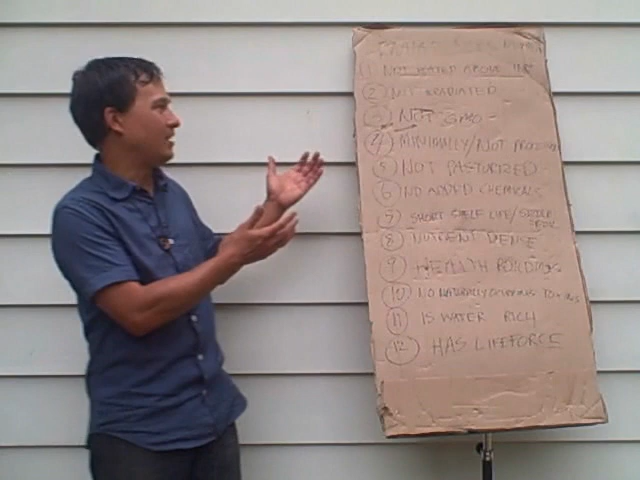 ① NOT HEATED ABOVE 118°
② NOT IRRADIATED
③ NOT GMO -
④ MINIMALLY/NOT PROCESSED
⑤ NOT PASTURIZED
⑥ NO ADDED CHEMICALS
⑦ SHORT SHELF LIFE/
⑧ NUTRIENT DENSE
⑨ HEALTH BUILDING
⑩ NO NATURALLY OCCURRING TOXINS
⑪ IS WATER RICH
⑫ HAS LIFEFORCE